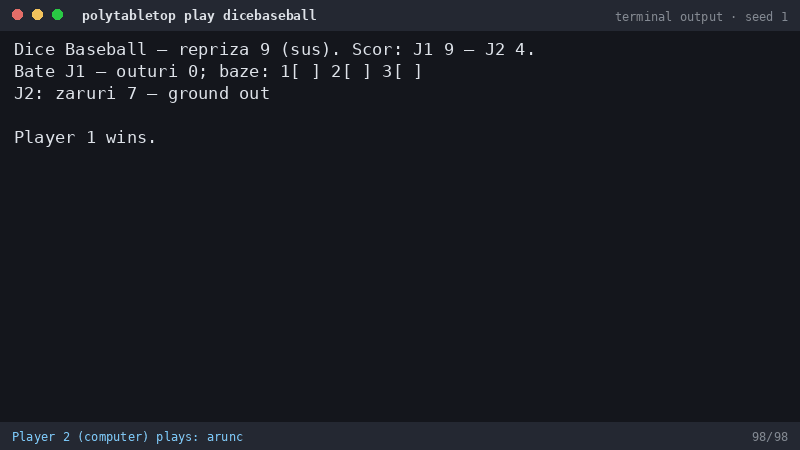 polytabletop play dicebaseball
terminal output · seed 1
Dice Baseball — repriza 9 (sus). Scor: J1 9 — J2 4.
Bate J1 — outuri 0; baze: 1[ ] 2[ ] 3[ ]
J2: zaruri 7 — ground out
Player 1 wins.
Player 2 (computer) plays: arunc
98/98